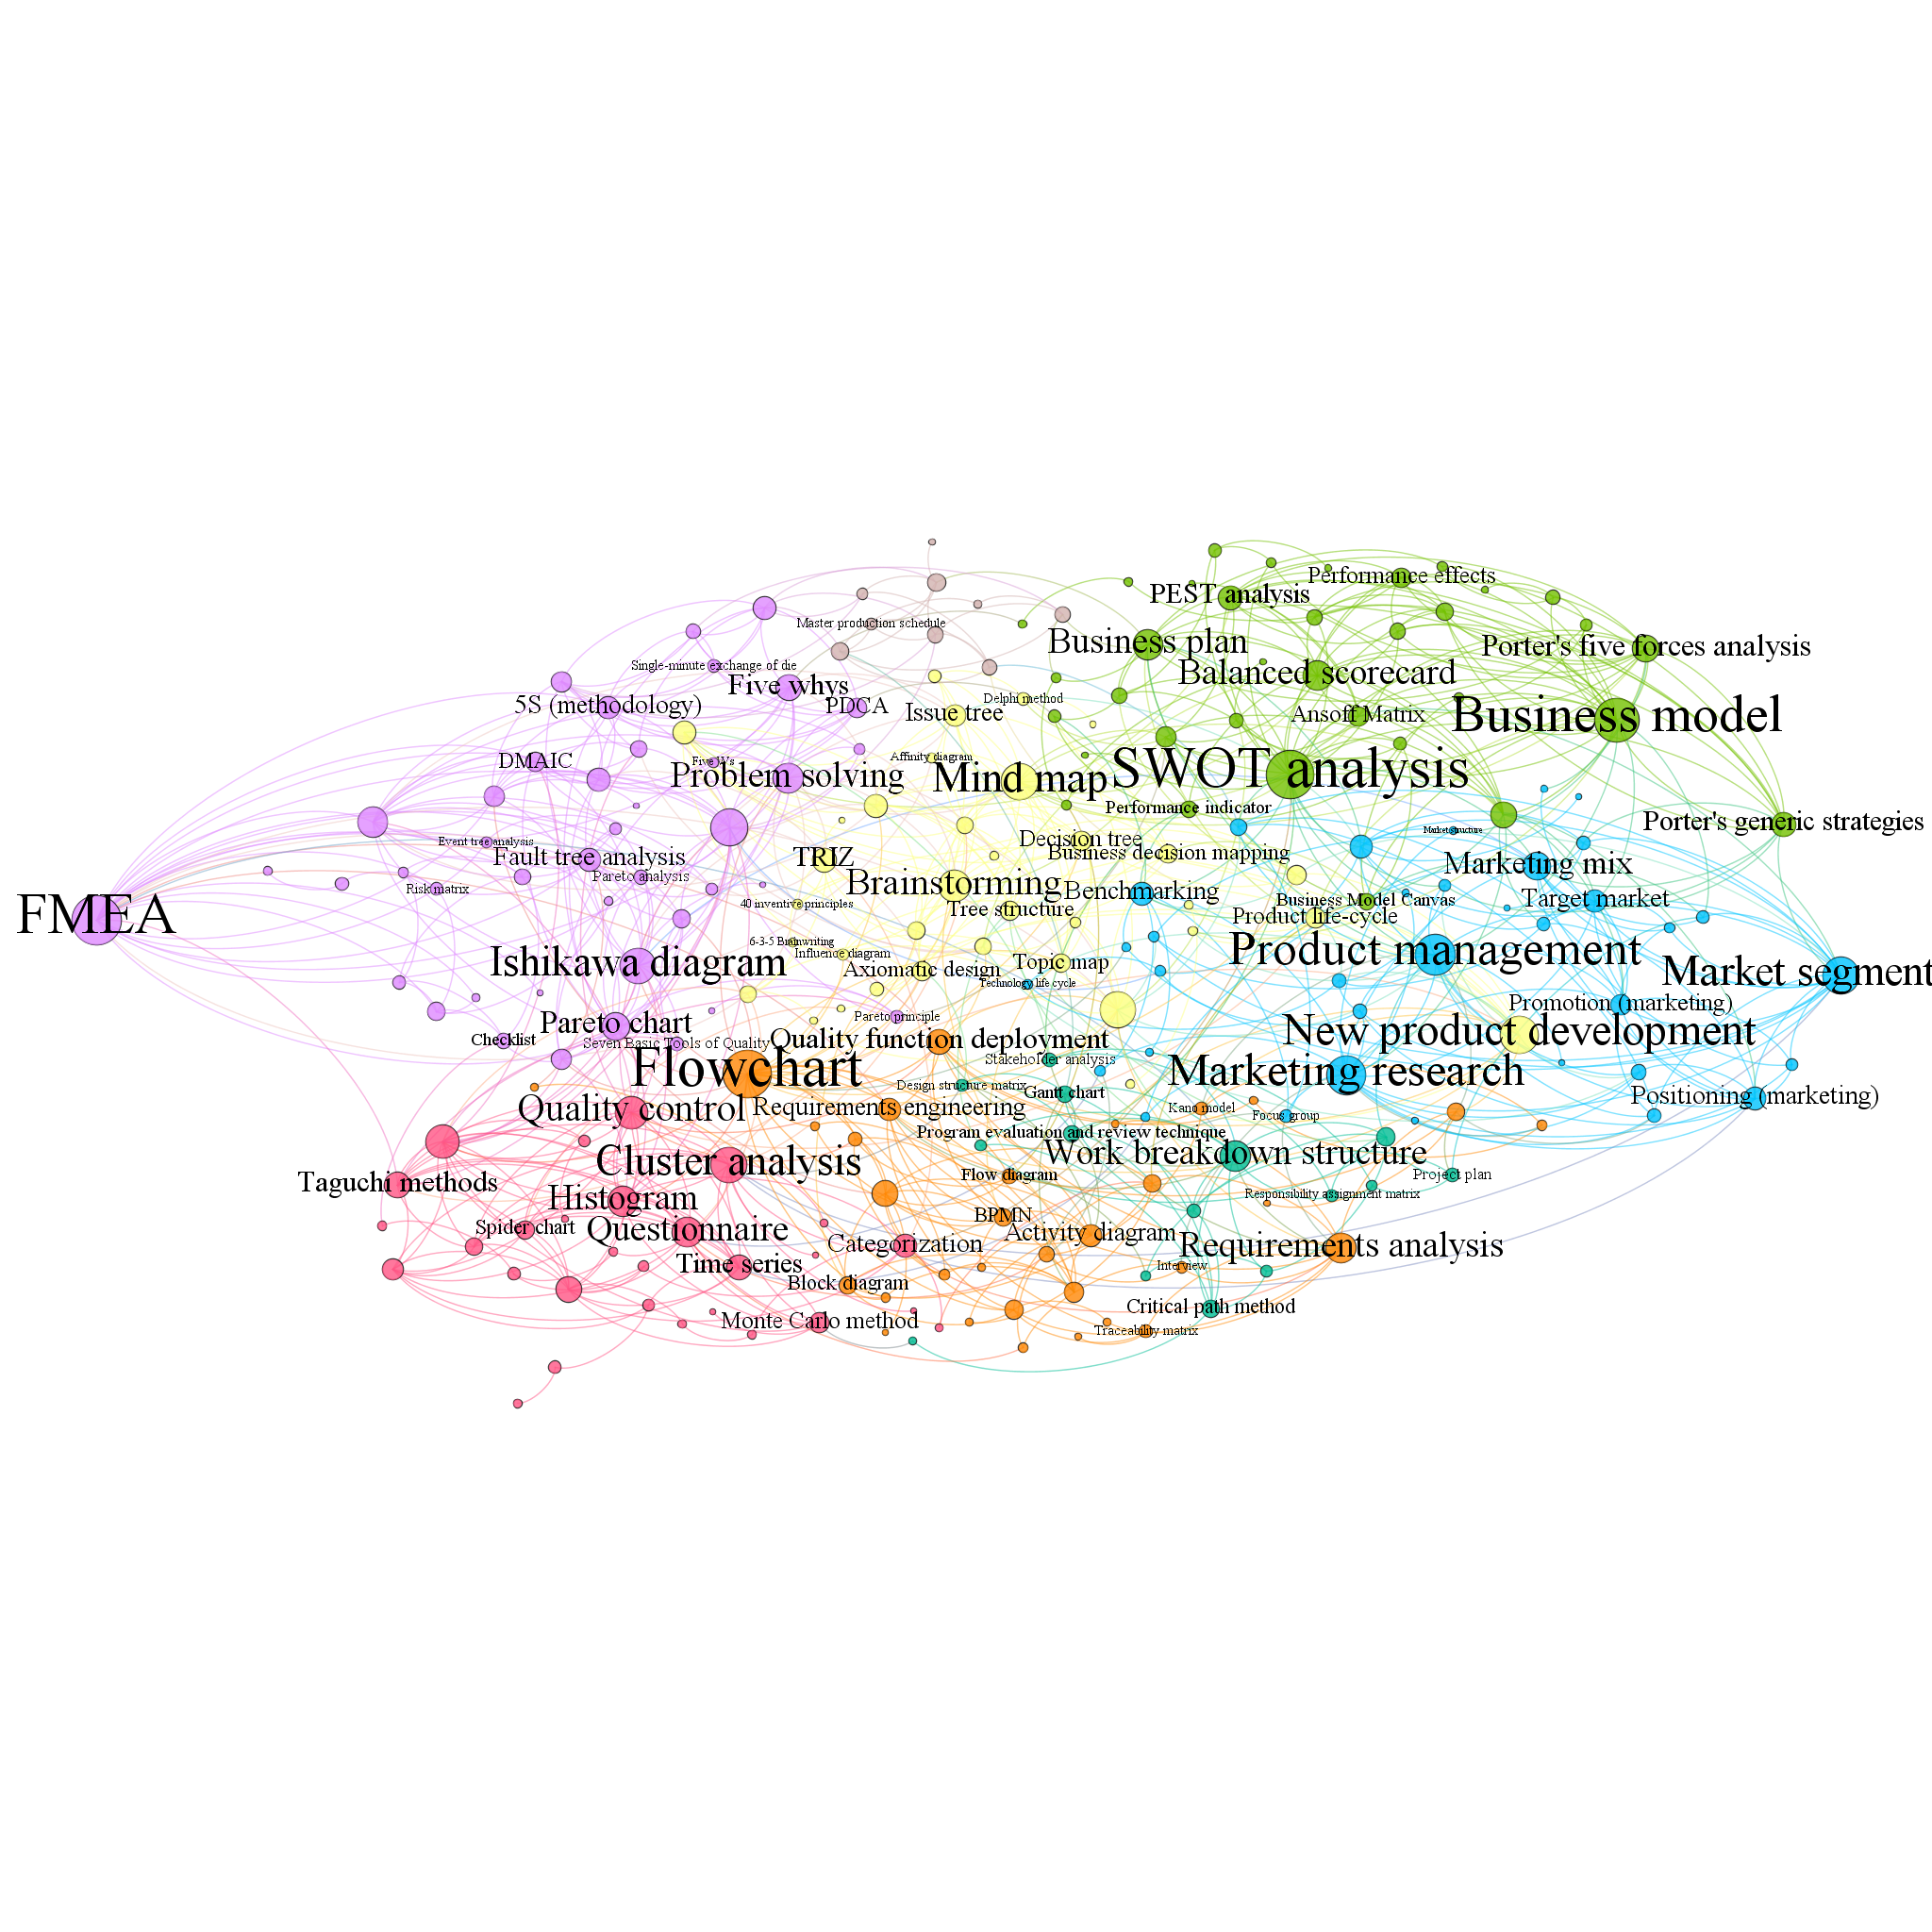 Performance effects
PEST analysis
Master production schedule
Business plan
Porter's five forces analysis
Single-minute exchange of die
Balanced scorecard
Five whys
Delphi method
5S (methodology)
PDCA
Issue tree
Ansoff Matrix
Business model
Affinity diagram
DMAIC
Five Ws
Problem solving
Mind map
SWOT analysis
Performance indicator
Porter's generic strategies
Market structure
Event tree analysis
Decision tree
Business decision mapping
Fault tree analysis
TRIZ
Marketing mix
Pareto analysis
Brainstorming
Benchmarking
Risk matrix
40 inventive principles
Tree structure
Business Model Canvas
Target market
Product life-cycle
FMEA
6-3-5 Brainwriting
Influence diagram
Product management
Ishikawa diagram
Axiomatic design
Topic map
Technology life cycle
Market segment
Promotion (marketing)
Pareto principle
Pareto chart
Checklist
Seven Basic Tools of Quality
Quality function deployment
New product development
Stakeholder analysis
Flowchart
Design structure matrix
Gantt chart
Marketing research
Positioning (marketing)
Quality control
Requirements engineering
Kano model
Focus group
Program evaluation and review technique
Cluster analysis
Work breakdown structure
Taguchi methods
Flow diagram
Project plan
Responsibility assignment matrix
Histogram
BPMN
Spider chart
Questionnaire
Activity diagram
Categorization
Requirements analysis
Time series
Interview
Block diagram
Critical path method
Monte Carlo method
Traceability matrix